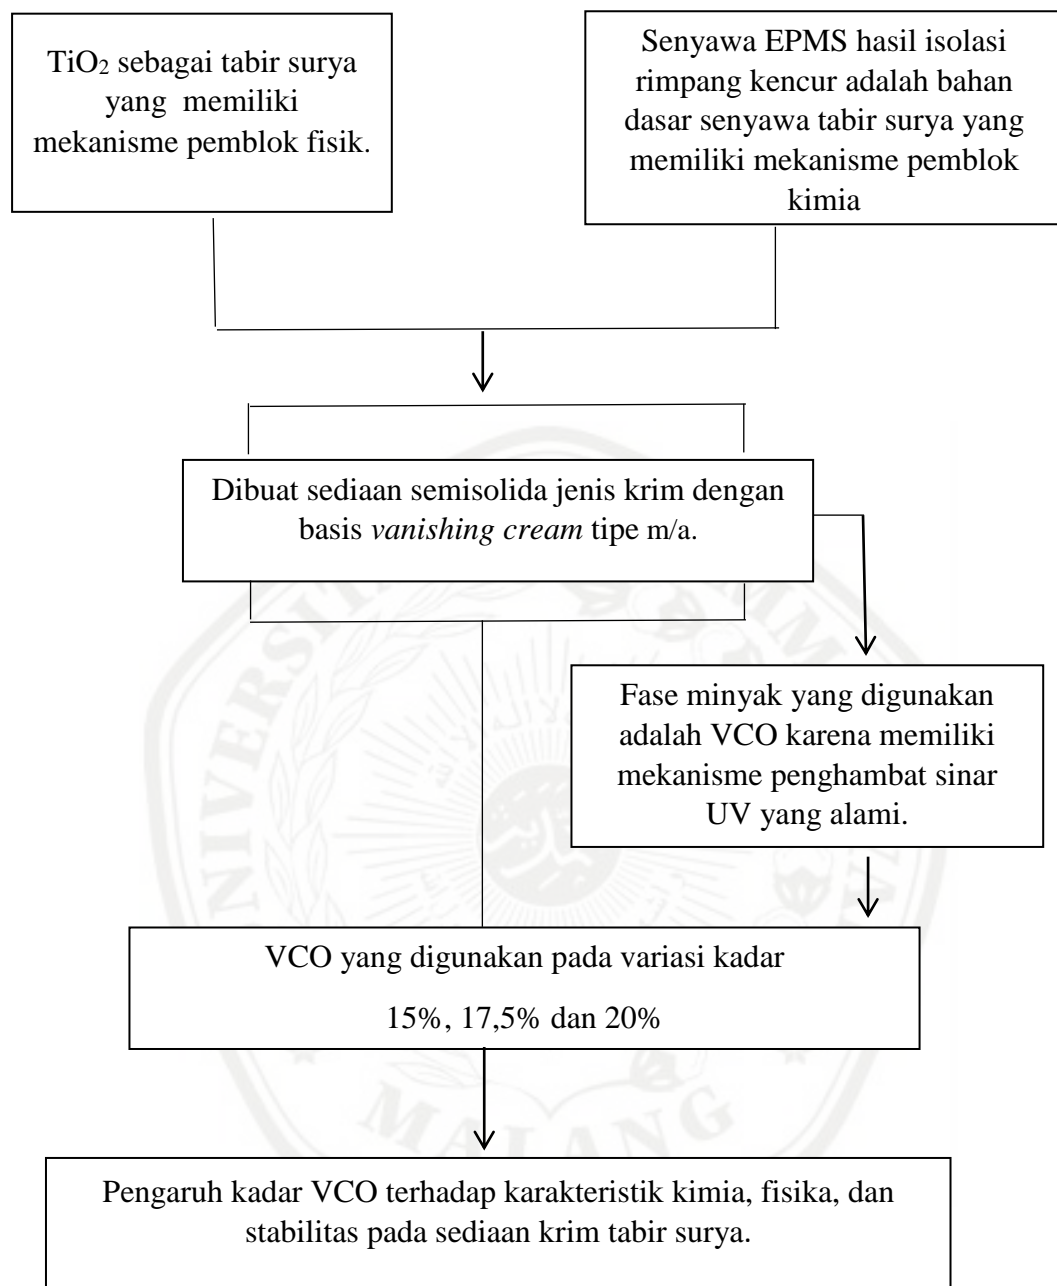 TiO₂ sebagai tabir surya
yang memiliki
mekanisme pemblok fisik.
Senyawa EPMS hasil isolasi
rimpang kencur adalah bahan
dasar senyawa tabir surya yang
memiliki mekanisme pemblok
kimia
Dibuat sediaan semisolida jenis krim dengan
basis vanishing cream tipe m/a.
Fase minyak yang digunakan
adalah VCO karena memiliki
mekanisme penghambat sinar
UV yang alami.
VCO yang digunakan pada variasi kadar
15%, 17,5% dan 20%
Pengaruh kadar VCO terhadap karakteristik kimia, fisika, dan
stabilitas pada sediaan krim tabir surya.
MALANG